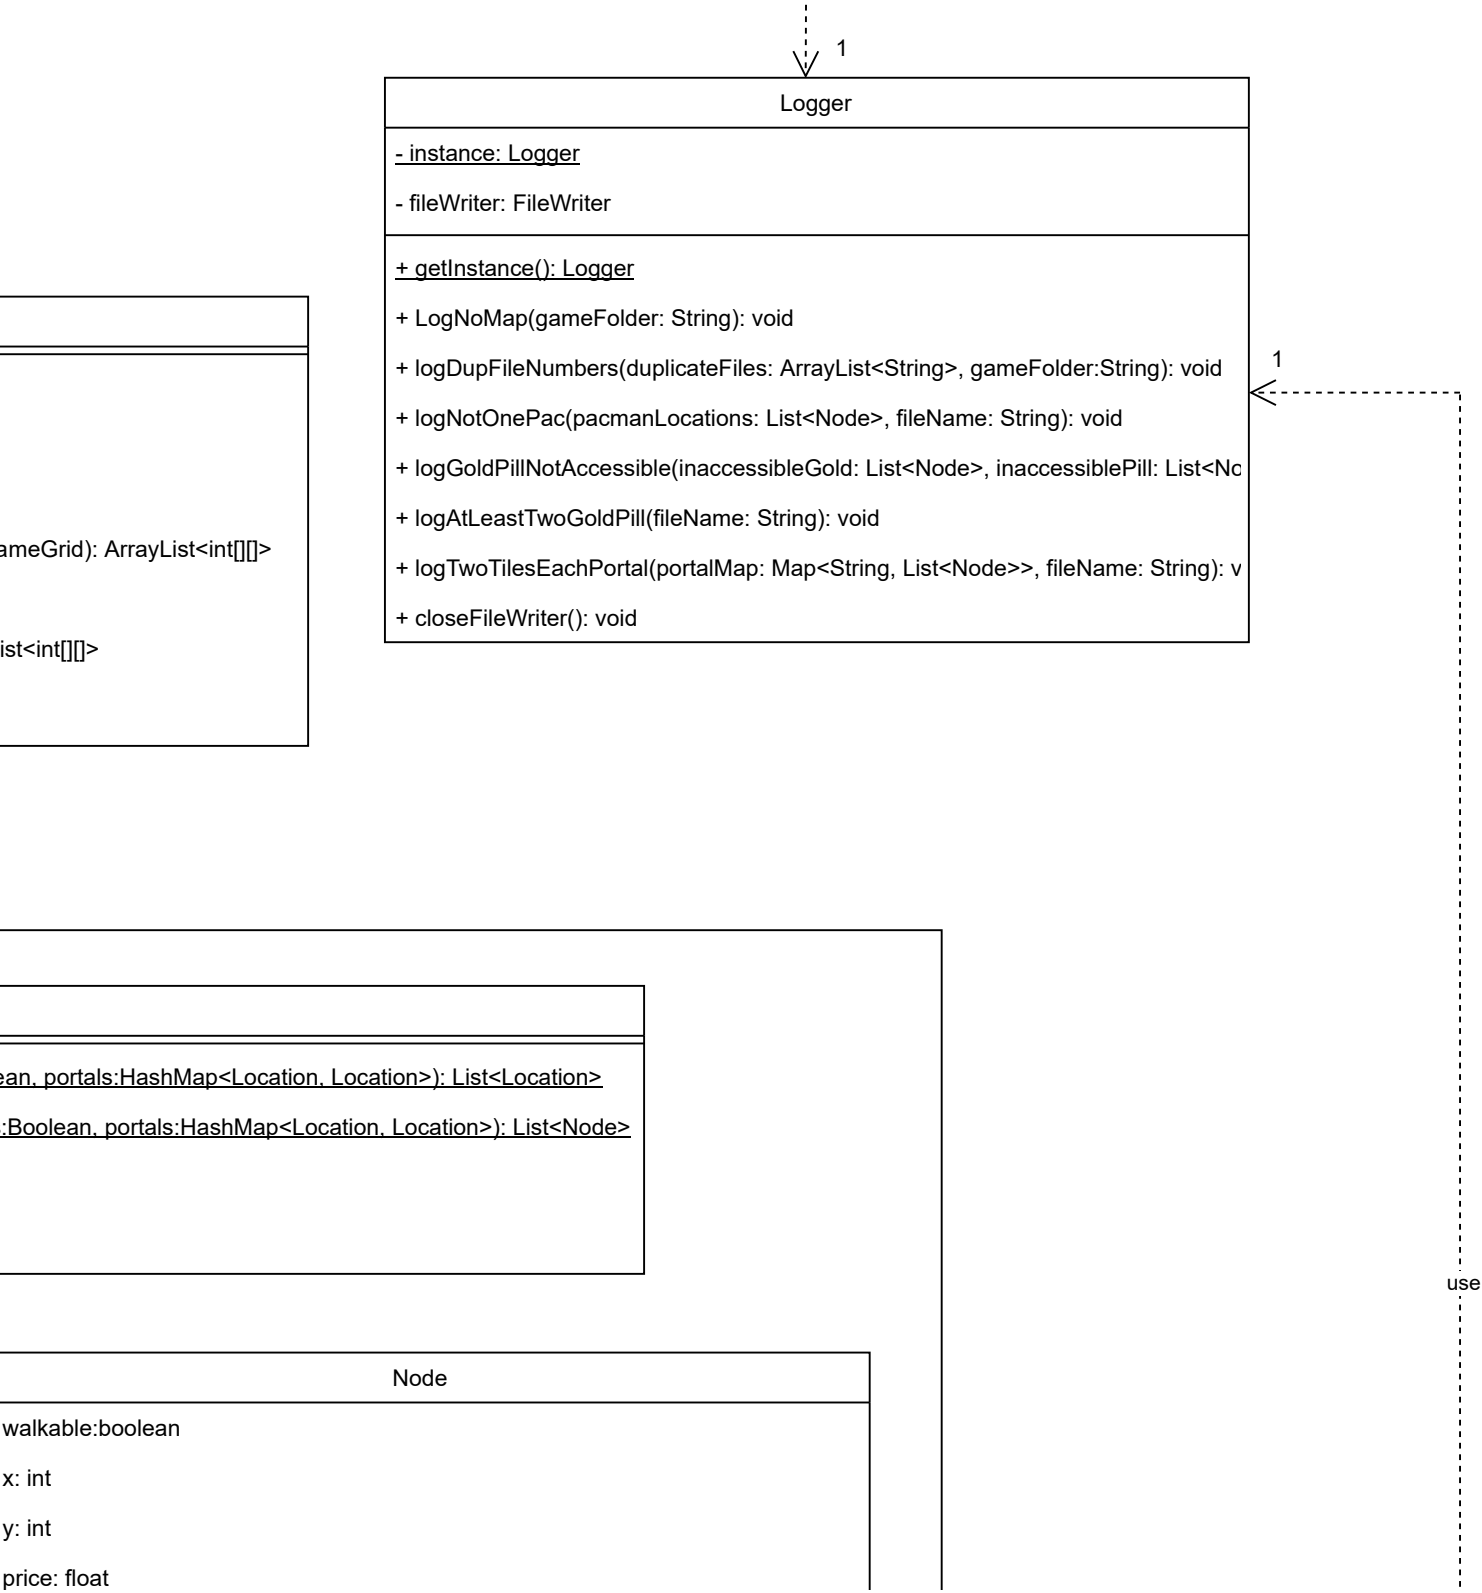 1
Logger
- instance: Logger
- fileWriter: FileWriter
+ getInstance(): Logger
+ LogNoMap(gameFolder: String): void
+ logDupFileNumbers(duplicateFiles: ArrayList<String>, gameFolder:String): void
+ logNotOnePac(pacmanLocations: List<Node>, fileName: String): void
+ logGoldPillNotAccessible(inaccessibleGold: List<Node>, inaccessiblePill: List<No
+ logAtLeastTwoGoldPill(fileName: String): void
+ logTwoTilesEachPortal(portalMap: Map<String, List<Node>>, fileName: String): v
+ closeFileWriter(): void
1
ameGrid): ArrayList<int[][]>
ist<int[][]>
ean, portals:HashMap<Location, Location>): List<Location>
:Boolean, portals:HashMap<Location, Location>): List<Node>
use
Node
walkable:boolean
x: int
y: int
price: float